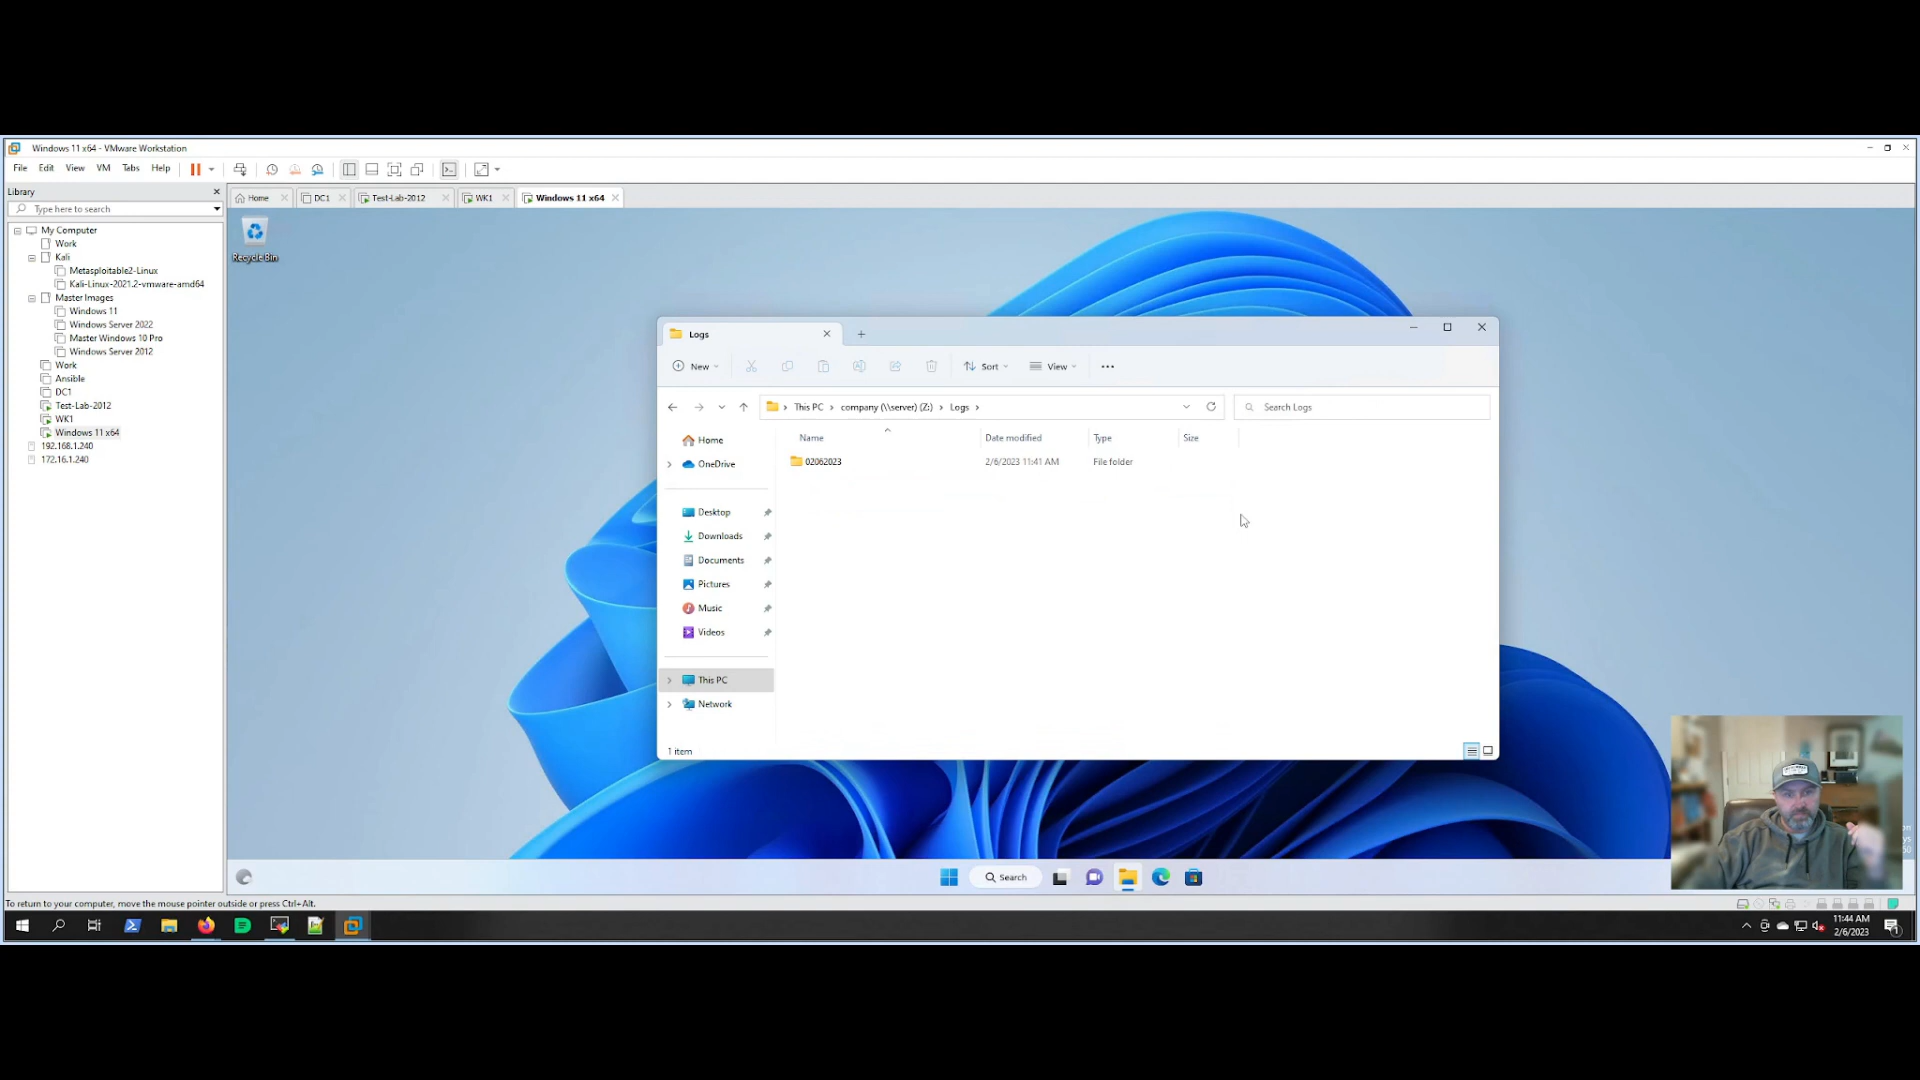 Windows 11 x64 - VMware Workstation
File Edit View VM Tabs Help
Library
Type here to search
My Computer
Work
Kali
Metasploitable2-Linux
Kali-Linux-2021.2-vmware-amd64
Master Images
Windows 11
Windows Server 2022
Master Windows 10 Pro
Windows Server 2012
Work
Ansible
DC1
Test-Lab-2012
WK1
Windows 11 x64
192.168.1.240
172.16.1.240
Home DC1 Test-Lab-2012 WK1 Windows 11 x64
Recycle Bin
Logs
New Sort View
This PC company (\\server) (Z:) Logs
Search Logs
Name Date modified Type Size
02062023 2/6/2023 11:41 AM File folder
Home
OneDrive
Desktop
Downloads
Documents
Pictures
Music
Videos
This PC
Network
1 item
Search
To return to your computer, move the mouse pointer outside or press Ctrl+Alt.
11:44 AM
2/6/2023